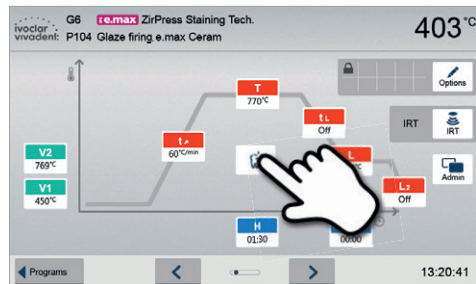 ivoclar
vivadent:
G6 IPS e.max ZirPress Staining Tech.
P104 Glaze firing e.max Ceram
403°C
Options
T
770°C
tL
Off
t↗
60°C/min
IRT
IRT
V2
769°C
V1
450°C
L
°C
L2
Off
Admin
H
01:30
00:00
Programs
13:20:41